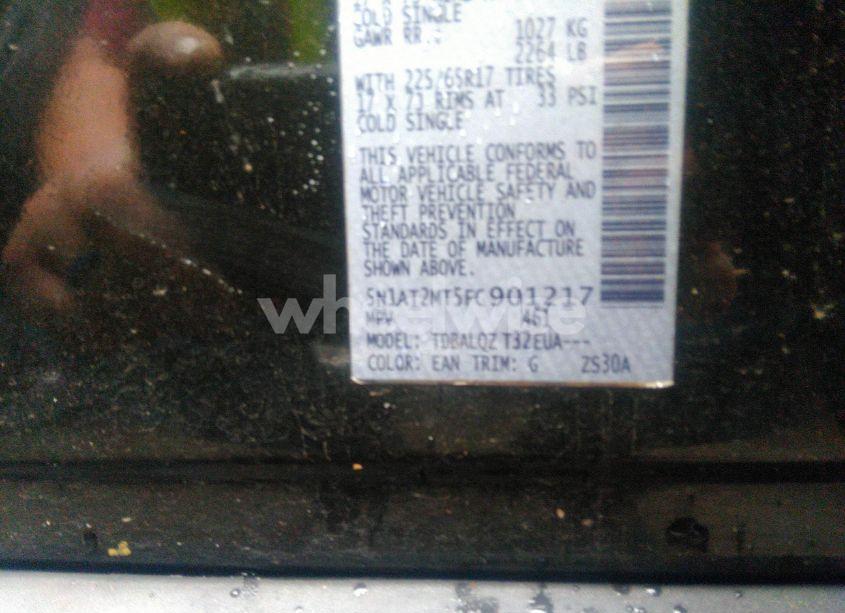 COLD SINGLE
GAWR RR.: 1027 KG
2264 LB
WITH 225/65R17 TIRES
17 X 7J RIMS AT 33 PSI
COLD SINGLE
THIS VEHICLE CONFORMS TO
ALL APPLICABLE FEDERAL
MOTOR VEHICLE SAFETY AND
THEFT PREVENTION
STANDARDS IN EFFECT ON
THE DATE OF MANUFACTURE
SHOWN ABOVE.
5N1AT2MT5FC901217
MPV 461
MODEL: TDBALQZ T32EUA---
COLOR: EAN TRIM: G ZS30A